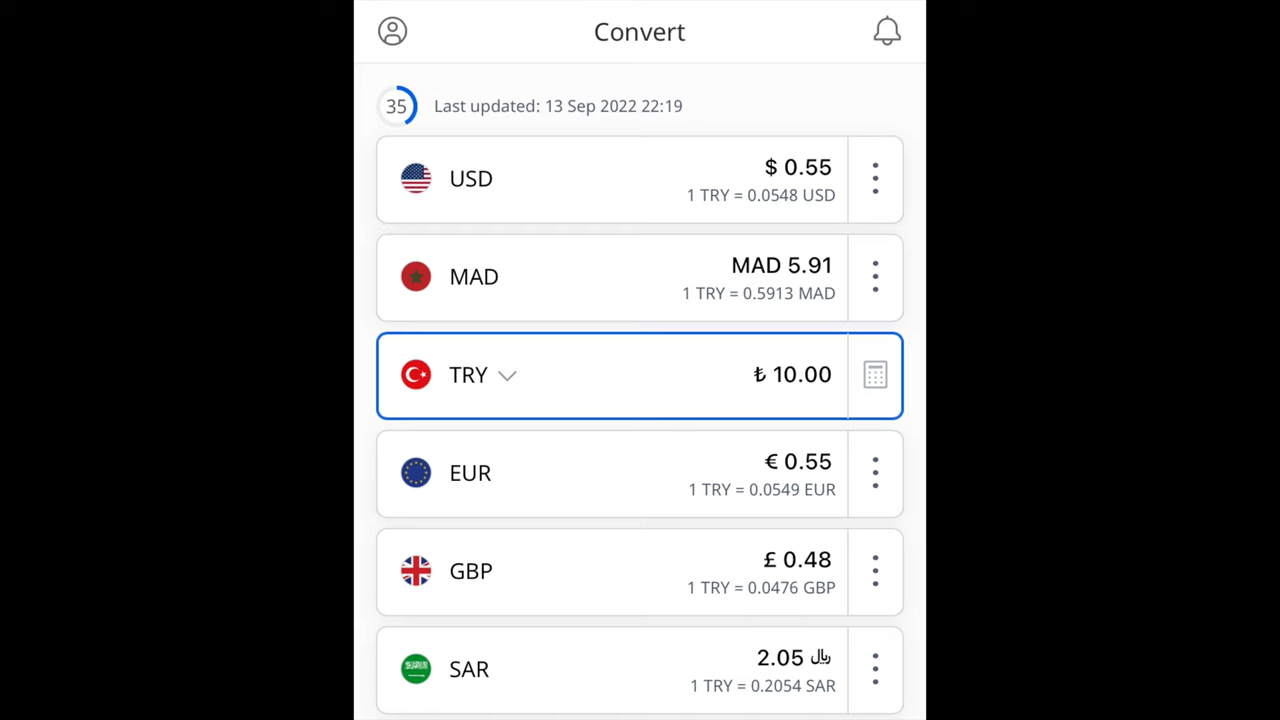 Convert
35 Last updated: 13 Sep 2022 22:19
USD $ 0.55
1 TRY = 0.0548 USD
MAD MAD 5.91
1 TRY = 0.5913 MAD
TRY ₺ 10.00
EUR € 0.55
1 TRY = 0.0549 EUR
GBP £ 0.48
1 TRY = 0.0476 GBP
SAR 2.05 ﷼
1 TRY = 0.2054 SAR